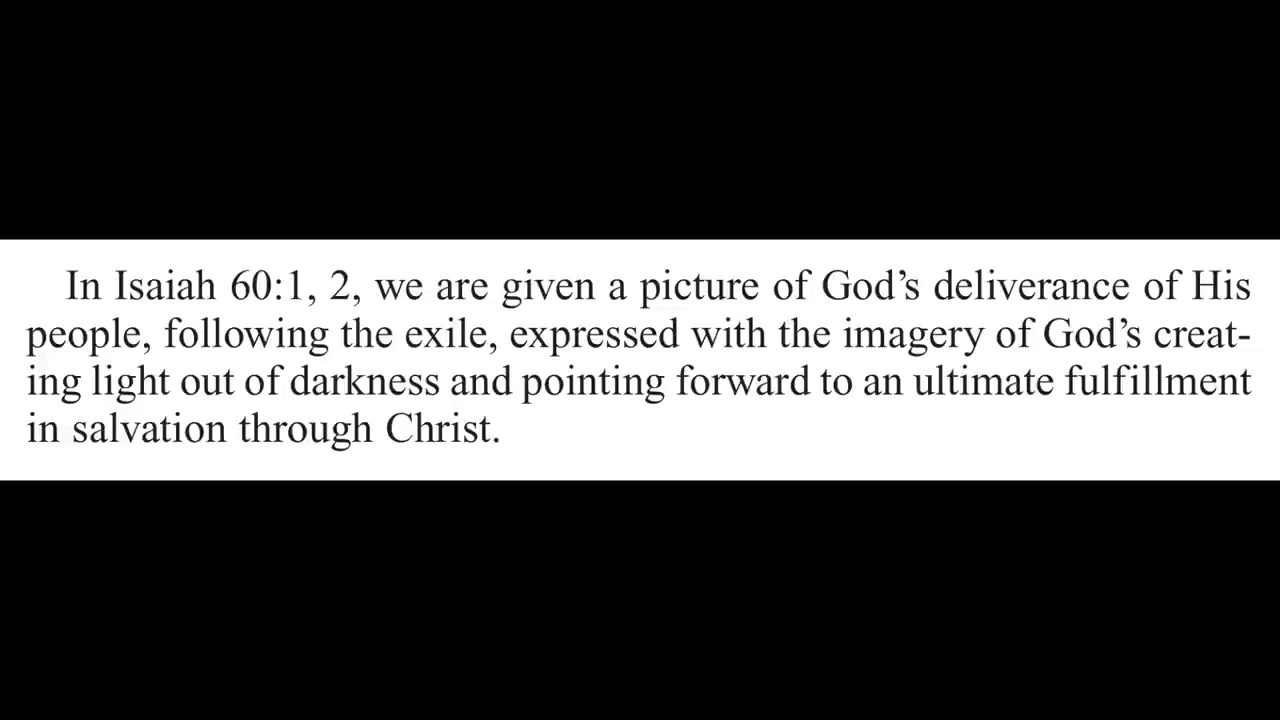 In Isaiah 60:1, 2, we are given a picture of God’s deliverance of His
people, following the exile, expressed with the imagery of God’s creat-
ing light out of darkness and pointing forward to an ultimate fulfillment
in salvation through Christ.